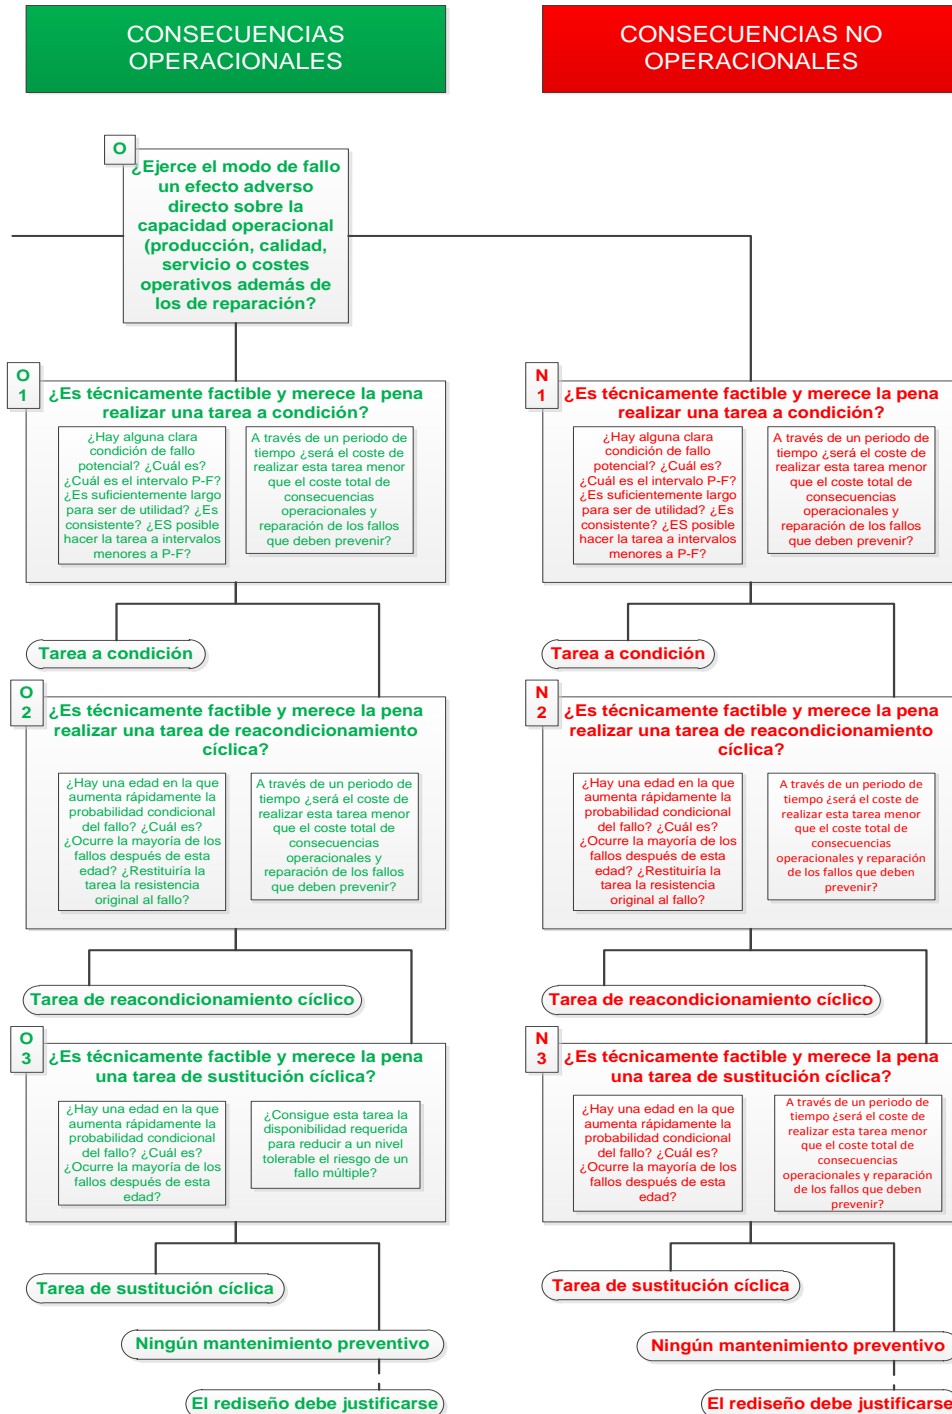 CONSECUENCIAS
OPERACIONALES
CONSECUENCIAS NO
OPERACIONALES
O
¿Ejerce el modo de fallo
un efecto adverso
directo sobre la
capacidad operacional
(producción, calidad,
servicio o costes
operativos además de
los de reparación?
O
1
¿Es técnicamente factible y merece la pena
realizar una tarea a condición?
¿Hay alguna clara
condición de fallo
potencial? ¿Cuál es?
¿Cuál es el intervalo P-F?
¿Es suficientemente largo
para ser de utilidad? ¿Es
consistente? ¿ES posible
hacer la tarea a intervalos
menores a P-F?
A través de un periodo de
tiempo ¿será el coste de
realizar esta tarea menor
que el coste total de
consecuencias
operacionales y
reparación de los fallos
que deben prevenir?
Tarea a condición
N
1
¿Es técnicamente factible y merece la pena
realizar una tarea a condición?
¿Hay alguna clara
condición de fallo
potencial? ¿Cuál es?
¿Cuál es el intervalo P-F?
¿Es suficientemente largo
para ser de utilidad? ¿Es
consistente? ¿ES posible
hacer la tarea a intervalos
menores a P-F?
A través de un periodo de
tiempo ¿será el coste de
realizar esta tarea menor
que el coste total de
consecuencias
operacionales y
reparación de los fallos
que deben prevenir?
Tarea a condición
O
2
¿Es técnicamente factible y merece la pena
realizar una tarea de reacondicionamiento
cíclica?
¿Hay una edad en la que
aumenta rápidamente la
probabilidad condicional
del fallo? ¿Cuál es?
¿Ocurre la mayoría de los
fallos después de esta
edad? ¿Restituiría la
tarea la resistencia
original al fallo?
A través de un periodo de
tiempo ¿será el coste de
realizar esta tarea menor
que el coste total de
consecuencias
operacionales y
reparación de los fallos
que deben prevenir?
Tarea de reacondicionamiento cíclico
N
2
¿Es técnicamente factible y merece la pena
realizar una tarea de reacondicionamiento
cíclica?
¿Hay una edad en la que
aumenta rápidamente la
probabilidad condicional
del fallo? ¿Cuál es?
¿Ocurre la mayoría de los
fallos después de esta
edad? ¿Restituiría la
tarea la resistencia
original al fallo?
A través de un periodo de
tiempo ¿será el coste de
realizar esta tarea menor
que el coste total de
consecuencias
operacionales y reparación
de los fallos que deben
prevenir?
Tarea de reacondicionamiento cíclico
O
3
¿Es técnicamente factible y merece la pena
una tarea de sustitución cíclica?
¿Hay una edad en la que
aumenta rápidamente la
probabilidad condicional
del fallo? ¿Cuál es?
¿Ocurre la mayoría de los
fallos después de esta
edad?
¿Consigue esta tarea la
disponibilidad requerida
para reducir a un nivel
tolerable el riesgo de un
fallo múltiple?
Tarea de sustitución cíclica
Ningún mantenimiento preventivo
El rediseño debe justificarse
N
3
¿Es técnicamente factible y merece la pena
una tarea de sustitución cíclica?
¿Hay una edad en la que
aumenta rápidamente la
probabilidad condicional
del fallo? ¿Cuál es?
¿Ocurre la mayoría de los
fallos después de esta
edad?
A través de un periodo de
tiempo ¿será el coste de
realizar esta tarea menor
que el coste total de
consecuencias
operacionales y reparación
de los fallos que deben
prevenir?
Tarea de sustitución cíclica
Ningún mantenimiento preventivo
El rediseño debe justificarse